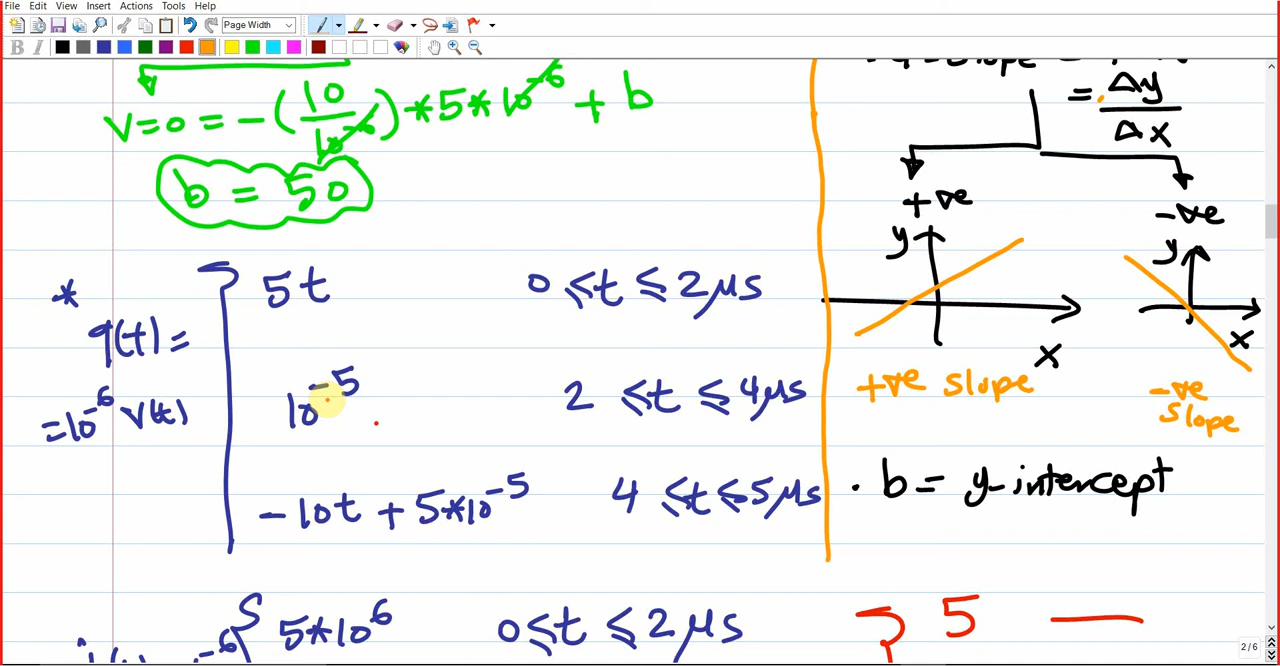 File Edit View Insert Actions Tools Help
Page Width
B I
V=0 = -(10/10^-6) * 5 * 10^-6 + b
b = 50
*
q(t) =
= 10^-6 V(t)
5t 0 ≤ t ≤ 2μs
10^-5 2 ≤ t ≤ 4μs
-10t + 5*10^-5 4 ≤ t ≤ 5μs
5*10^6 0 ≤ t ≤ 2μs
= Δy/Δx
+ve
-ve
y
x
+ve slope
y
x
-ve
slope
. b = y-intercept
5
2/6